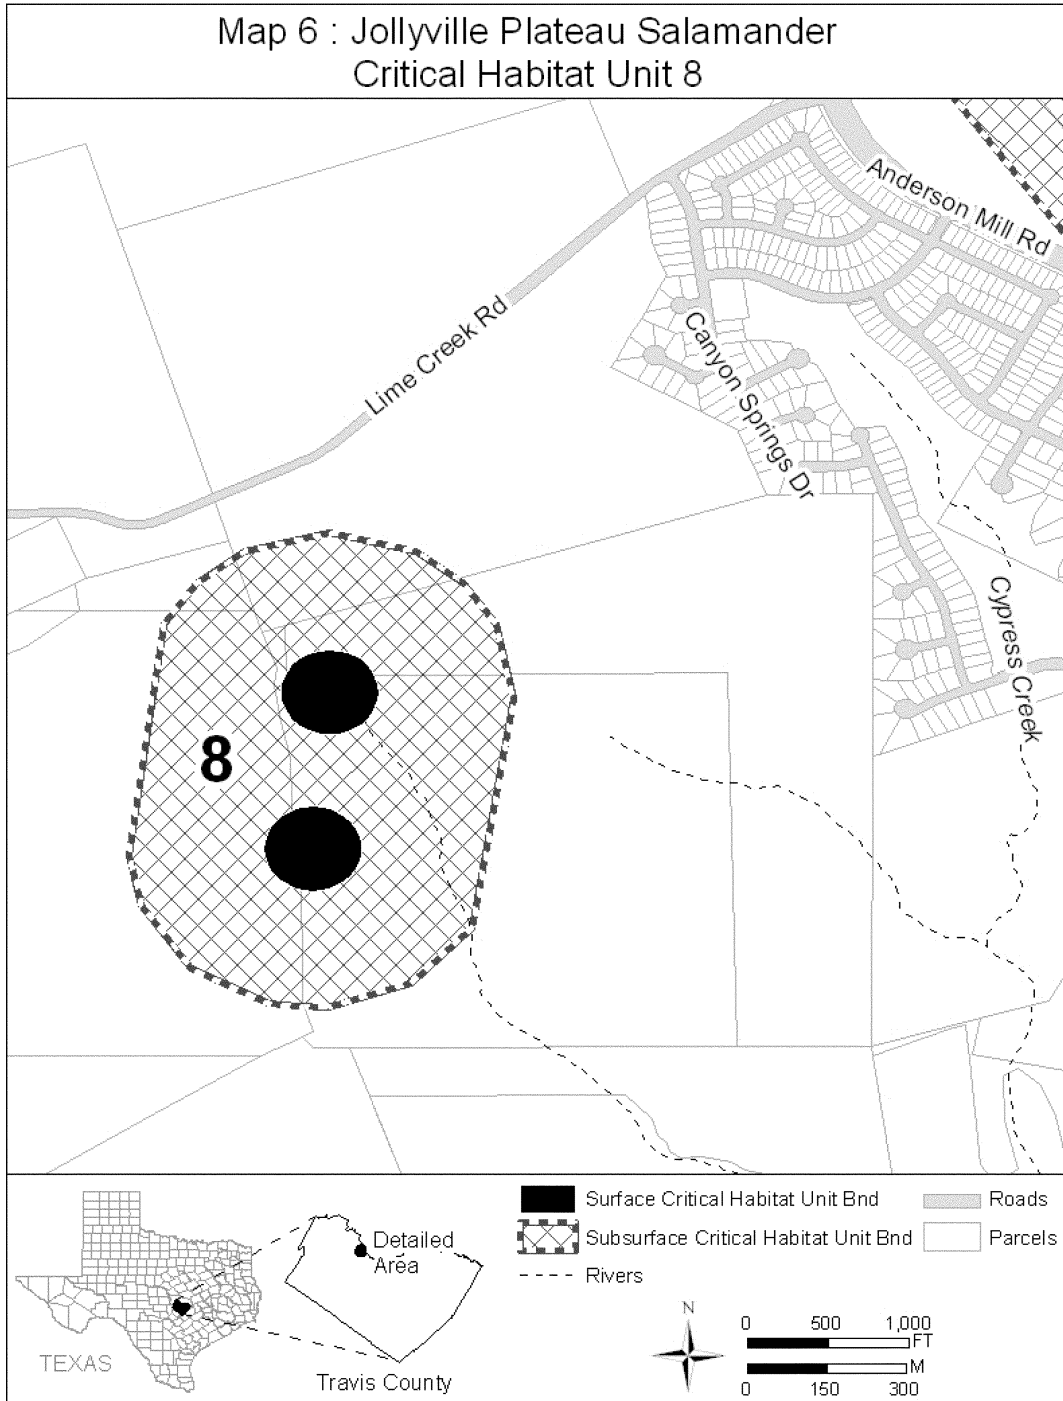 Map 6 : Jollyville Plateau Salamander
Critical Habitat Unit 8
Anderson Mill Rd
Lime Creek Rd
Canyon Springs Dr
Cypress Creek
8
Surface Critical Habitat Unit Bnd
Roads
Subsurface Critical Habitat Unit Bnd
Parcels
Rivers
Detailed
Area
TEXAS
Travis County
N
0 500 1,000
FT
M
0 150 300